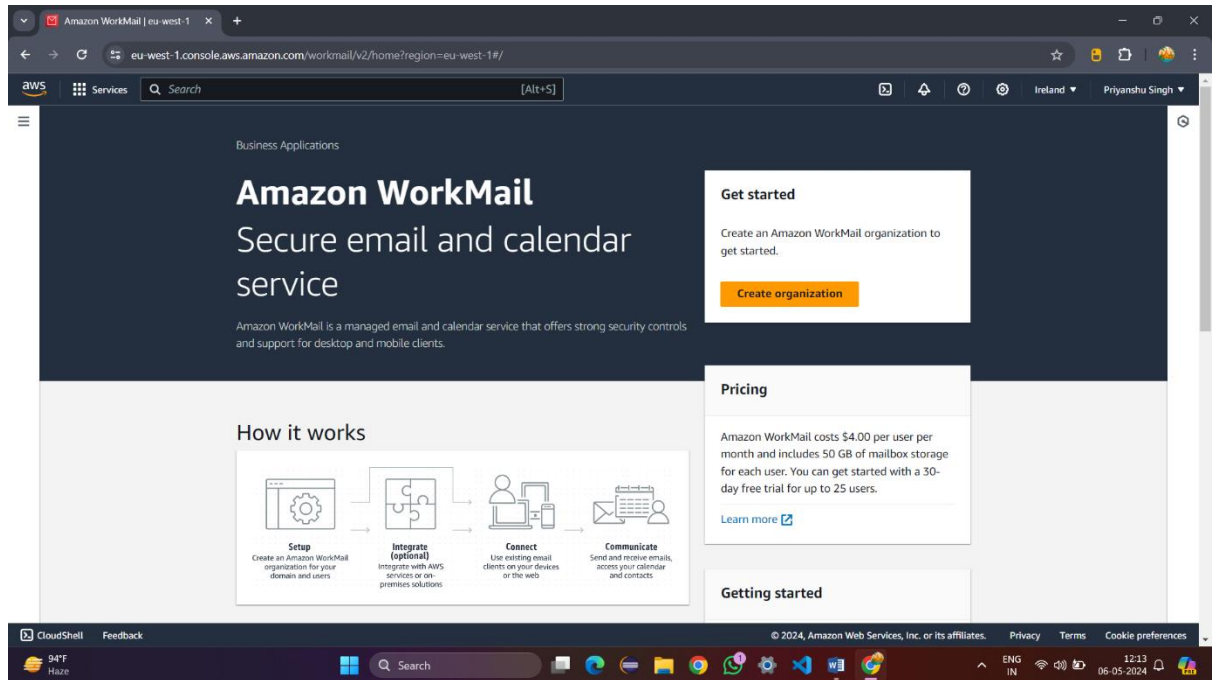 Amazon WorkMail | eu-west-1
eu-west-1.console.aws.amazon.com/workmail/v2/home?region=eu-west-1#/
aws
Services
Search
[Alt+S]
Ireland
Priyanshu Singh
Business Applications
Amazon WorkMail
Secure email and calendar
service
Amazon WorkMail is a managed email and calendar service that offers strong security controls
and support for desktop and mobile clients.
Get started
Create an Amazon WorkMail organization to
get started.
Create organization
Pricing
Amazon WorkMail costs $4.00 per user per
month and includes 50 GB of mailbox storage
for each user. You can get started with a 30-
day free trial for up to 25 users.
Learn more
How it works
Setup
Create an Amazon WorkMail
organization for your
domain and users
Integrate
(optional)
Integrate with AWS
services or on-
premises solutions
Connect
Use existing email
clients on your devices
or the web
Communicate
Send and receive emails,
access your calendar
and contacts
Getting started
CloudShell
Feedback
© 2024, Amazon Web Services, Inc. or its affiliates.
Privacy
Terms
Cookie preferences
94°F
Haze
Search
ENG
IN
12:13
06-05-2024